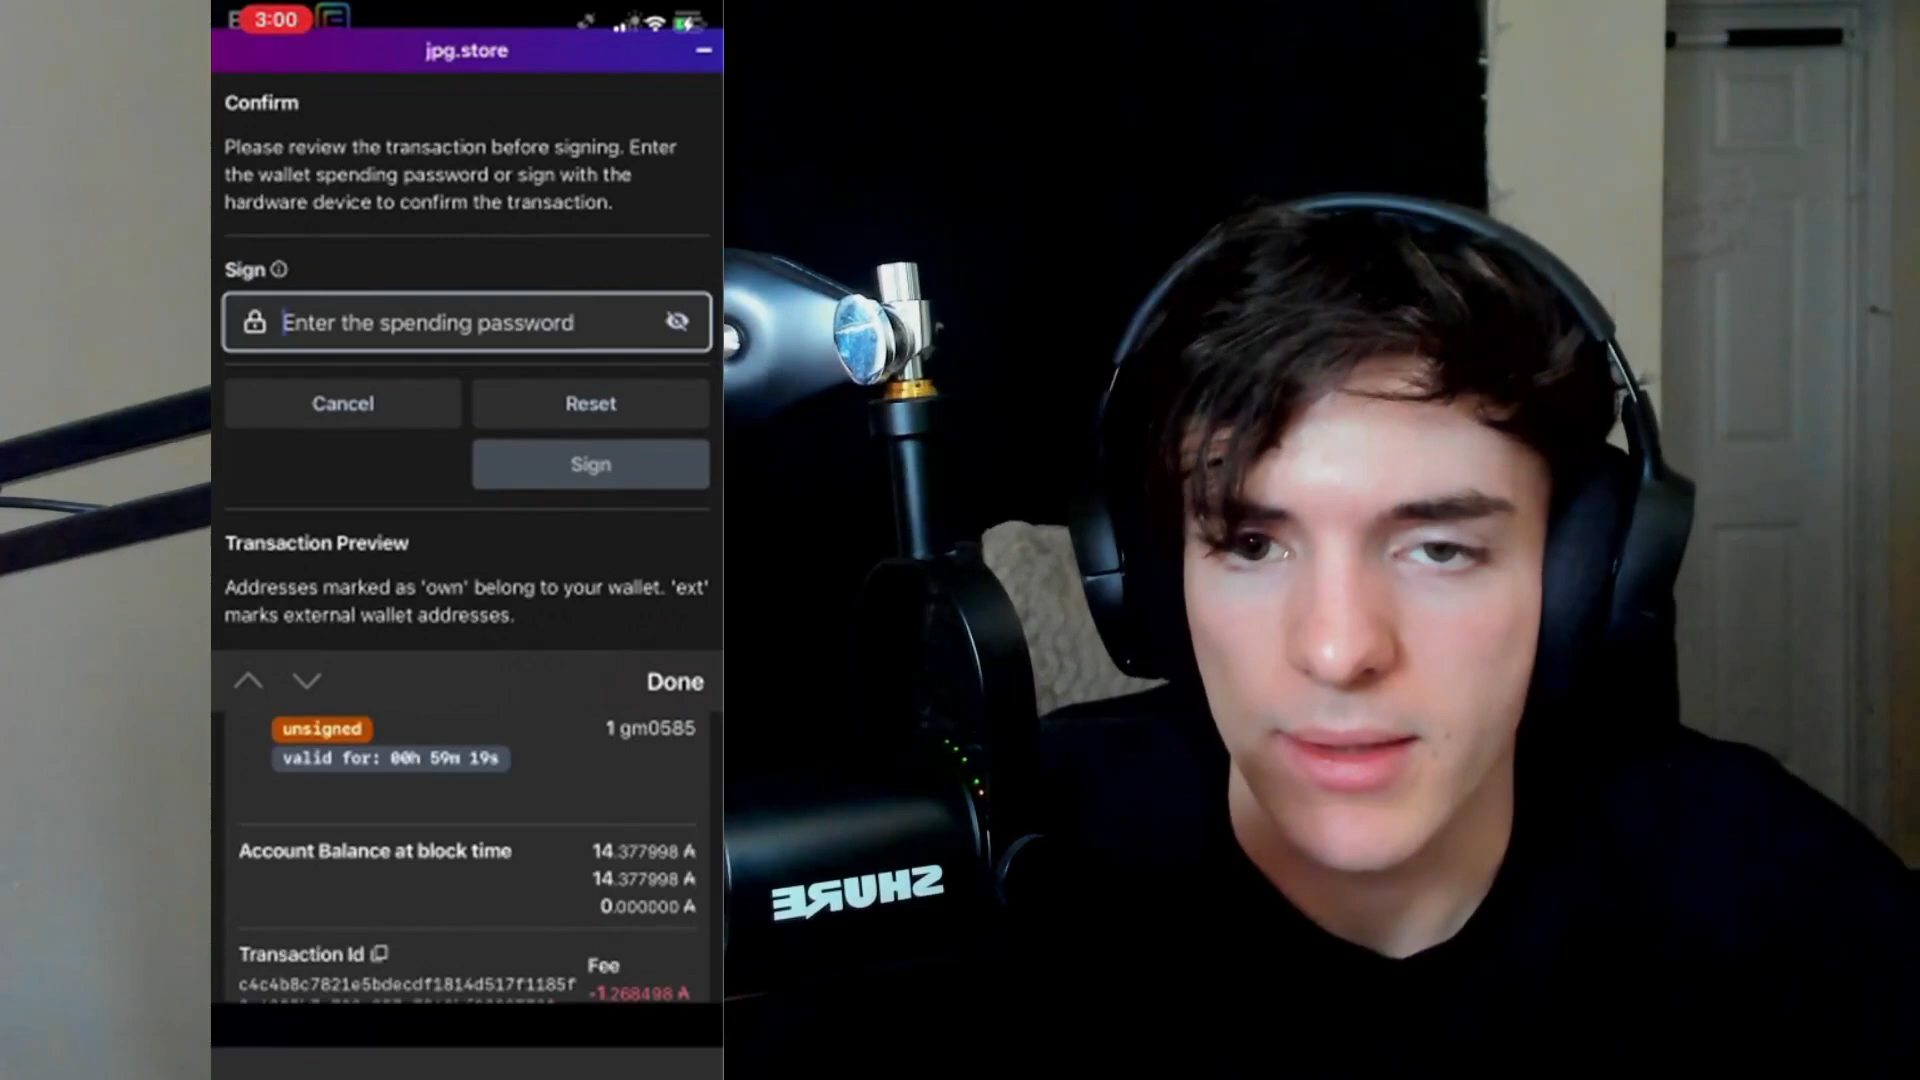 3:00
jpg.store
Confirm
Please review the transaction before signing. Enter
the wallet spending password or sign with the
hardware device to confirm the transaction.
Sign
Enter the spending password
Cancel
Reset
Sign
Transaction Preview
Addresses marked as 'own' belong to your wallet. 'ext'
marks external wallet addresses.
Done
unsigned
1 gm0585
valid for: 00h 59m 19s
Account Balance at block time
14.377998 ₳
14.377998 ₳
0.000000 ₳
Transaction Id
Fee
c4c4b8c7821e5bdecdf1814d517f1185f
-1.268498 ₳
SHURE